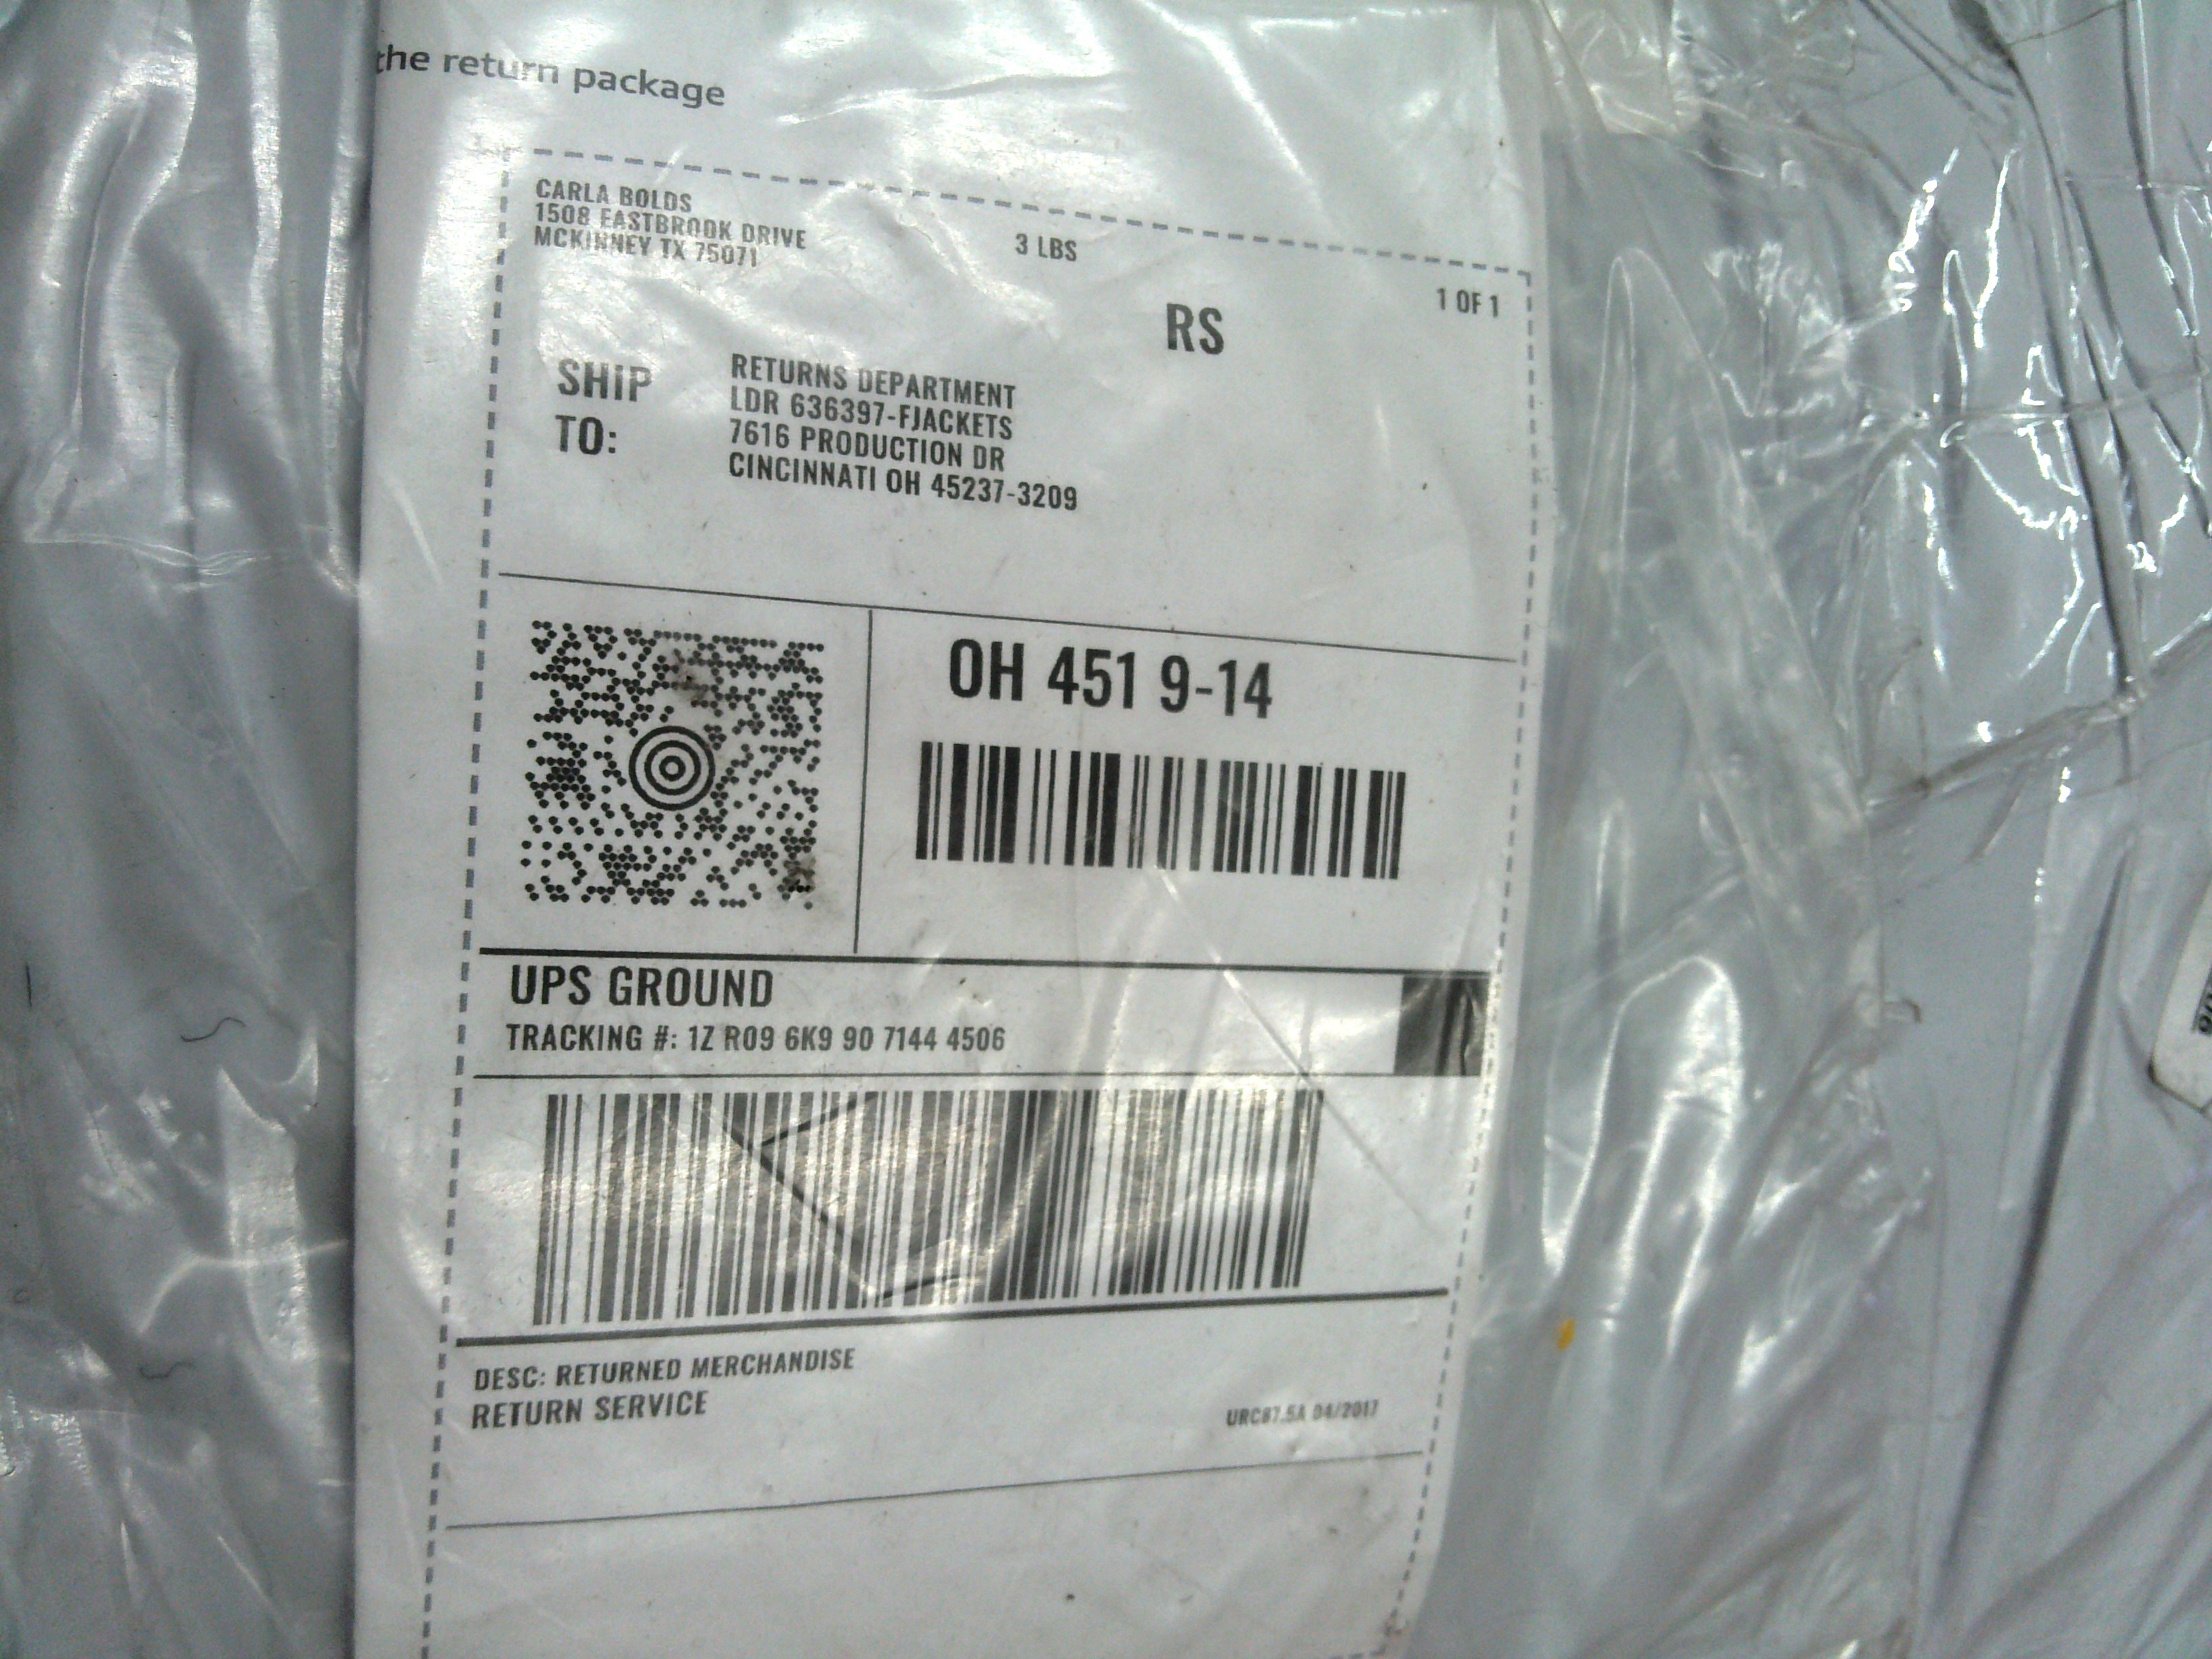 the return package
CARLA BOLDS
1508 EASTBROOK DRIVE
MCKINNEY TX 75071
3 LBS
1 OF 1
RS
SHIP
TO:
RETURNS DEPARTMENT
LDR 636397-FJACKETS
7616 PRODUCTION DR
CINCINNATI OH 45237-3209
OH 451 9-14
UPS GROUND
TRACKING #: 1Z R09 6K9 90 7144 4506
DESC: RETURNED MERCHANDISE
RETURN SERVICE
URC87.5A 04/2017